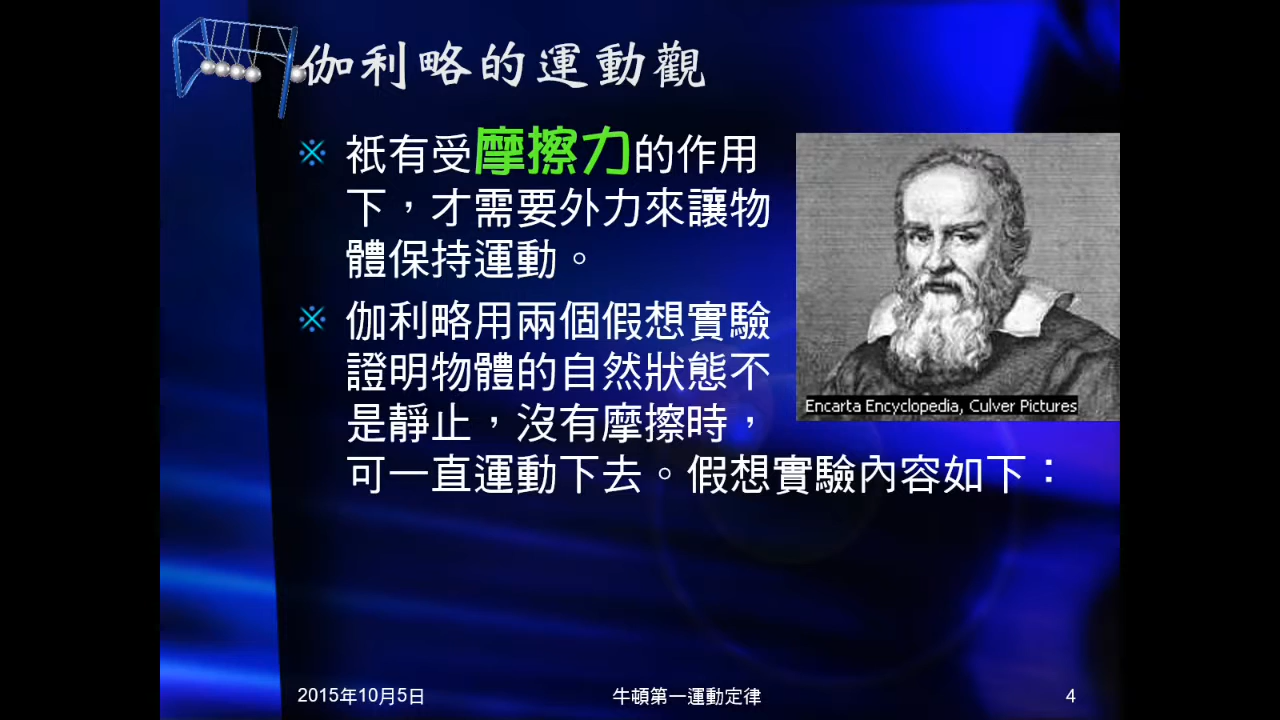 伽利略的運動觀
※ 祇有受摩擦力的作用
下，才需要外力來讓物
體保持運動。
※ 伽利略用兩個假想實驗
證明物體的自然狀態不
是靜止，沒有摩擦時，
可一直運動下去。假想實驗內容如下：
Encarta Encyclopedia, Culver Pictures
2015年10月5日
牛頓第一運動定律
4